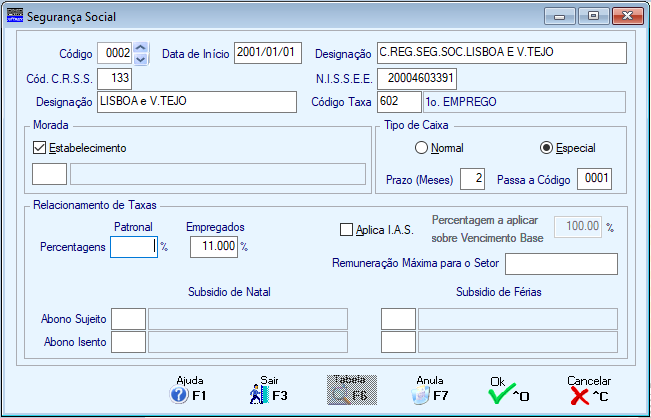 Segurança Social
Código 0002 Data de Início 2001/01/01 Designação C.REG.SEG.SOC.LISBOA E V.TEJO
Cód. C.R.S.S. 133 N.I.S.S.E.E. 20004603391
Designação LISBOA e V.TEJO Código Taxa 602 1o. EMPREGO
Morada Tipo de Caixa
Estabelecimento Normal Especial
Prazo (Meses) 2 Passa a Código 0001
Relacionamento de Taxas
Patronal Empregados Aplica I.A.S. Percentagem a aplicar 100.00 %
Percentagens % 11.000 % sobre Vencimento Base
Remuneração Máxima para o Setor
Subsidio de Natal Subsidio de Férias
Abono Sujeito
Abono Isento
Ajuda F1 Sair F3 Tabela F6 Anula F7 Ok ^O Cancelar ^C